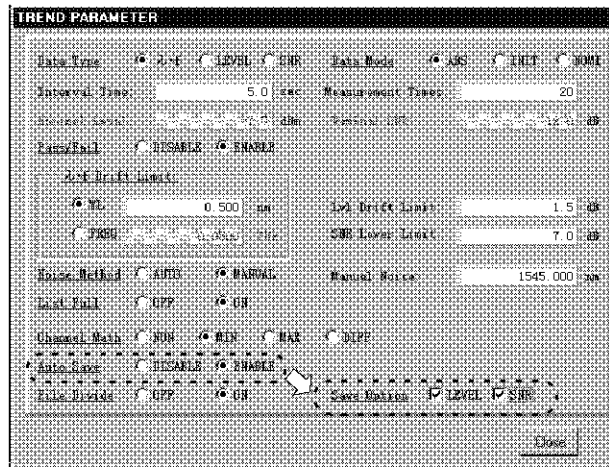 TREND PARAMETER
Data Type λ·f LEVEL SNR Data Mode ABS INIT NOMI
Interval Time: 5.0 sec Measurement Times: 20
dBm dB
Pass/Fail DISABLE ENABLE
λ·f Drift Limit:
WL 0.500 nm Lvl Drift Limit: 1.5 dB
FREQ SNR Lower Limit: 7.0 dB
Noise Method AUTO MANUAL Manual Noise: 1545.000 nm
List Full OFF ON
Channel Math NON MIN MAX DIFF
Auto Save DISABLE ENABLE
File Divide OFF ON Save Option LEVEL SNR
Close